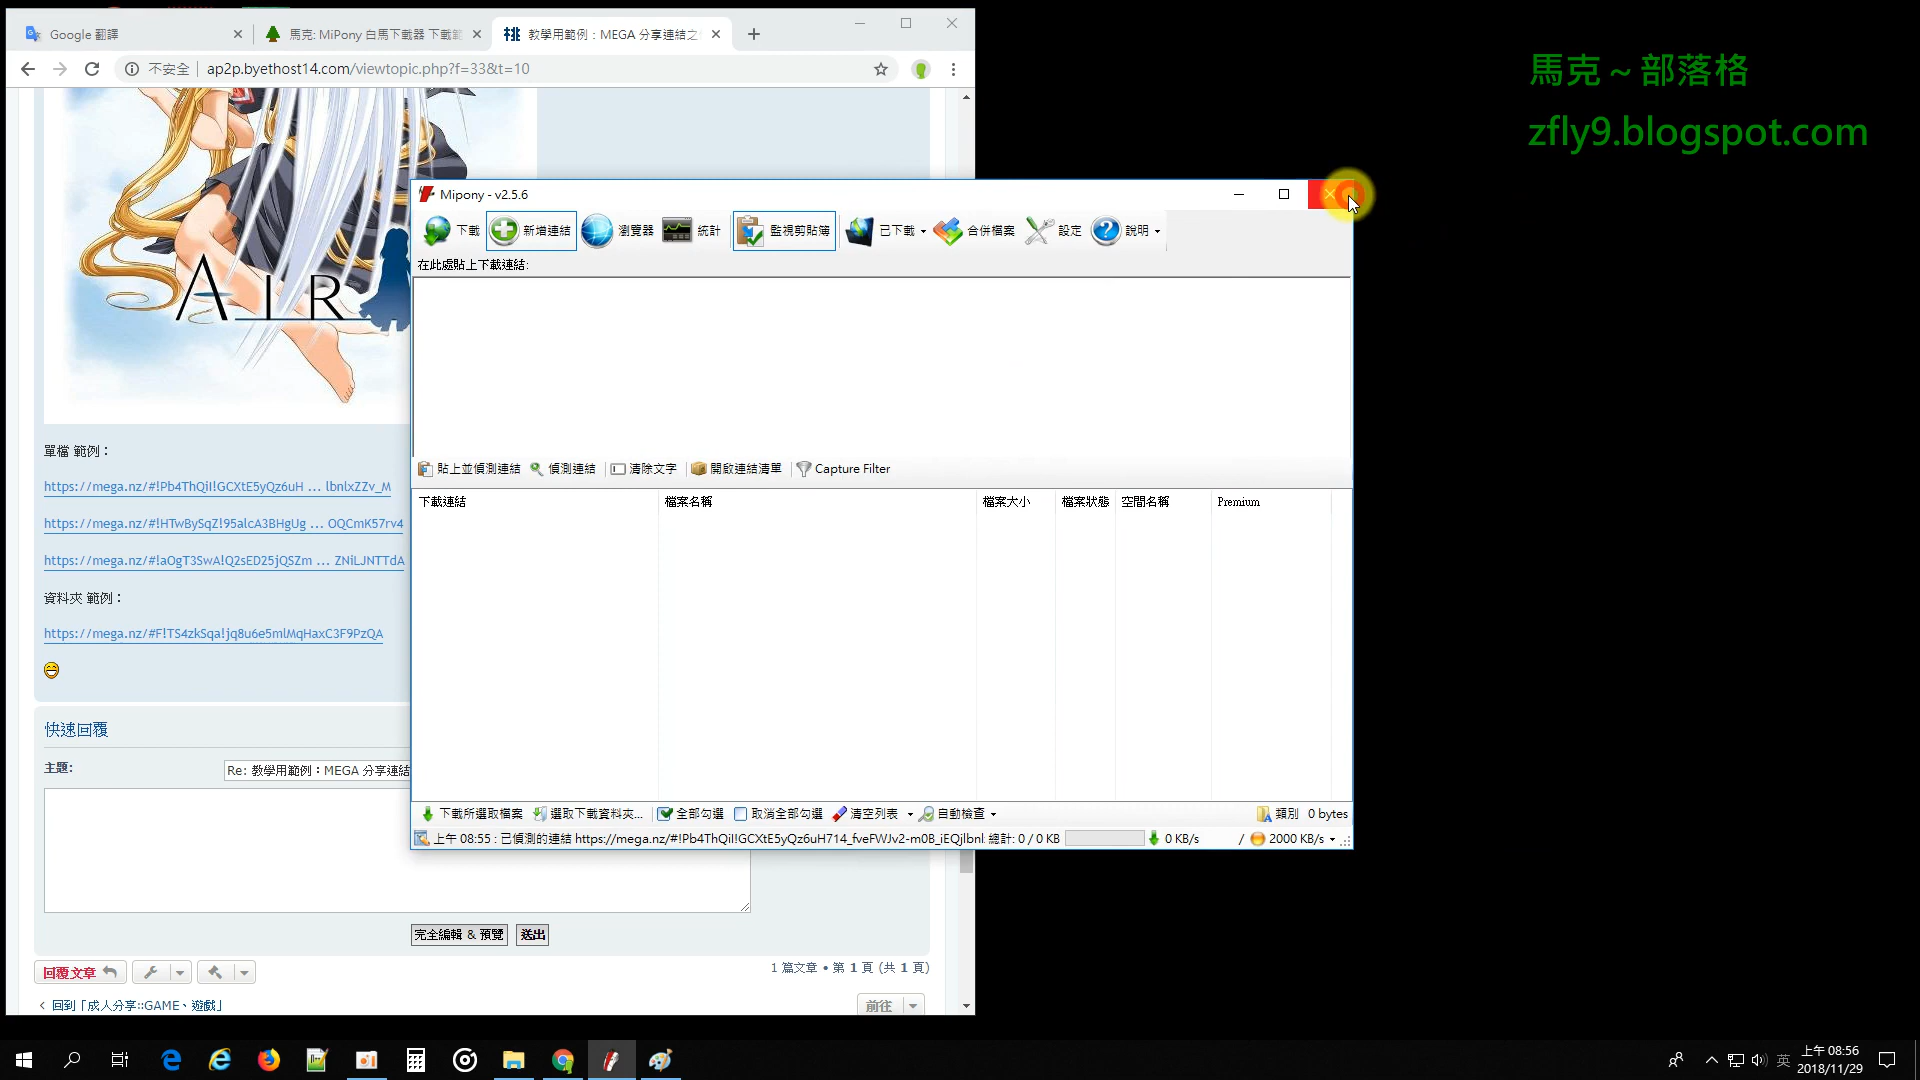 Google 翻譯
馬克: MiPony 白馬下載器 下載範
教學用範例：MEGA 分享連結之
不安全
ap2p.byethost14.com/viewtopic.php?f=33&t=10
馬克～部落格
zfly9.blogspot.com
AIR
單檔 範例：
https://mega.nz/#!Pb4ThQiI!GCXtE5yQz6uH ... lbnlxZZv_M
https://mega.nz/#!HTwBySqZ!95alcA3BHgUg ... OQCmK57rv4
https://mega.nz/#!aOgT3SwA!Q2sED25jQSZm ... ZNiLJNTTdA
資料夾 範例：
https://mega.nz/#F!TS4zkSqa!jq8u6e5mlMqHaxC3F9PzQA
快速回覆
主題:
Re: 教學用範例：MEGA 分享連結
完全編輯 & 預覽
送出
回覆文章
1 篇文章 • 第 1 頁 (共 1 頁)
回到「成人分享::GAME、遊戲」
前往
Mipony - v2.5.6
下載
新增連結
瀏覽器
統計
監視剪貼簿
已下載
合併檔案
設定
說明
在此處貼上下載連結:
貼上並偵測連結
偵測連結
清除文字
開啟連結清單
Capture Filter
下載連結
檔案名稱
檔案大小
檔案狀態
空間名稱
Premium
下載所選取檔案
選取下載資料夾...
全部勾選
取消全部勾選
清空列表
自動檢查
類別
0 bytes
上午 08:55 : 已偵測的連結 https://mega.nz/#!Pb4ThQiI!GCXtE5yQz6uH714_fveFWJv2-m0B_iEQjlbnl
總計: 0 / 0 KB
0 KB/s
/
2000 KB/s
英
上午 08:56
2018/11/29